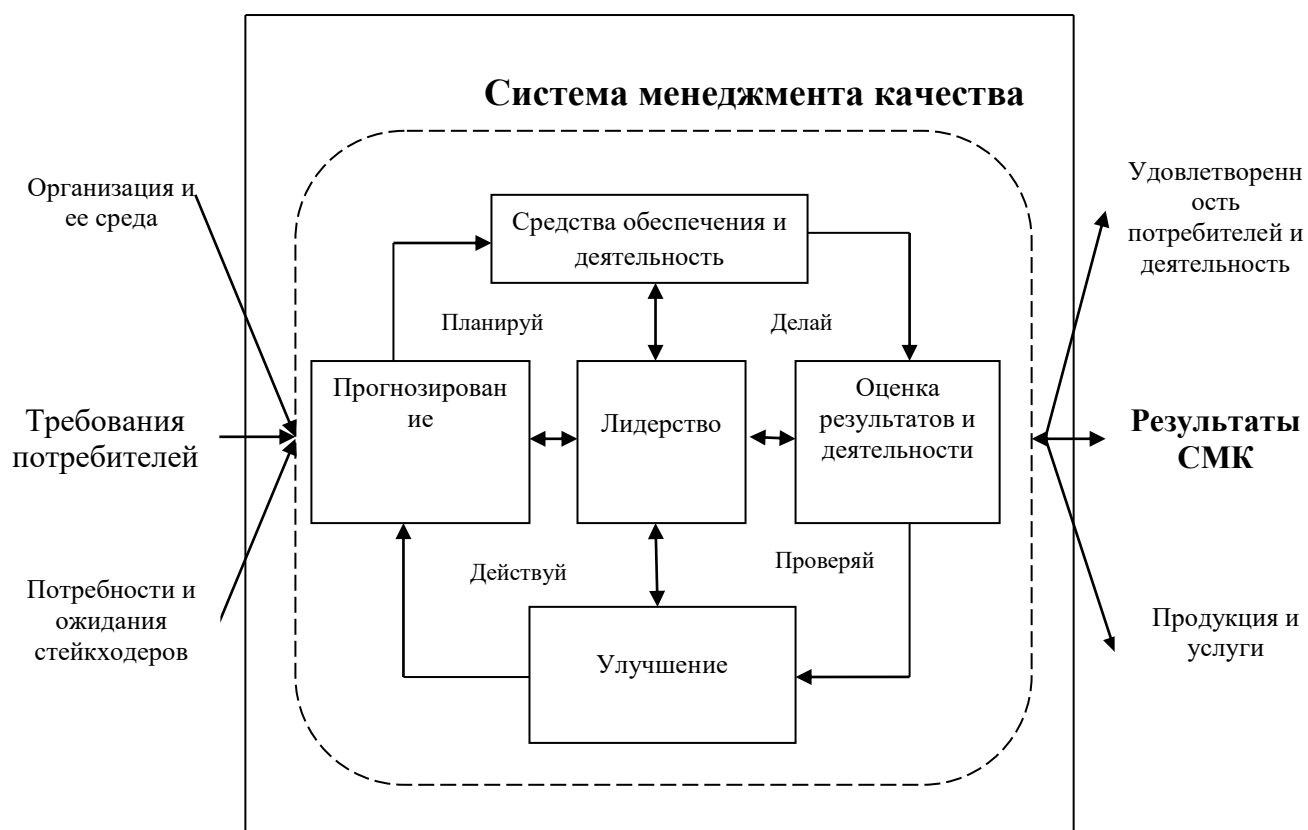 Система менеджмента качества
Организация и
ее среда
Требования
потребителей
Потребности и
ожидания
стейкходеров
Средства обеспечения и
деятельность
Планируй
Делай
Прогнозирован
ие
Лидерство
Оценка
результатов и
деятельности
Действуй
Проверяй
Улучшение
Удовлетворенн
ость
потребителей и
деятельность
Результаты
СМК
Продукция и
услуги